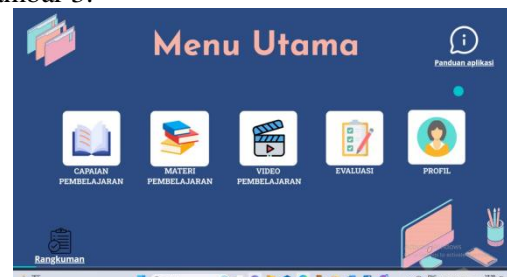 Menu Utama
Panduan aplikasi
CAPAIAN
PEMBELAJARAN
MATERI
PEMBELAJARAN
VIDEO
PEMBELAJARAN
EVALUASI
PROFIL
Rangkuman